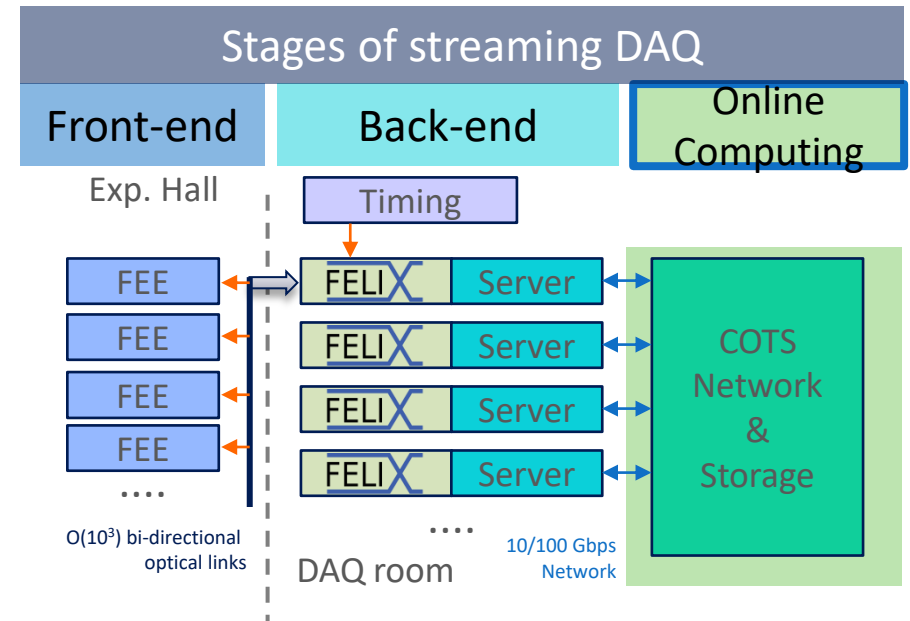 Stages of streaming DAQ
Front-end
Back-end
Online
Computing
Exp. Hall
Timing
FEE
FELIX
Server
FEE
FELIX
Server
FEE
FELIX
Server
FEE
FELIX
Server
COTS
Network
&
Storage
....
....
O(10³) bi-directional
optical links
DAQ room
10/100 Gbps
Network